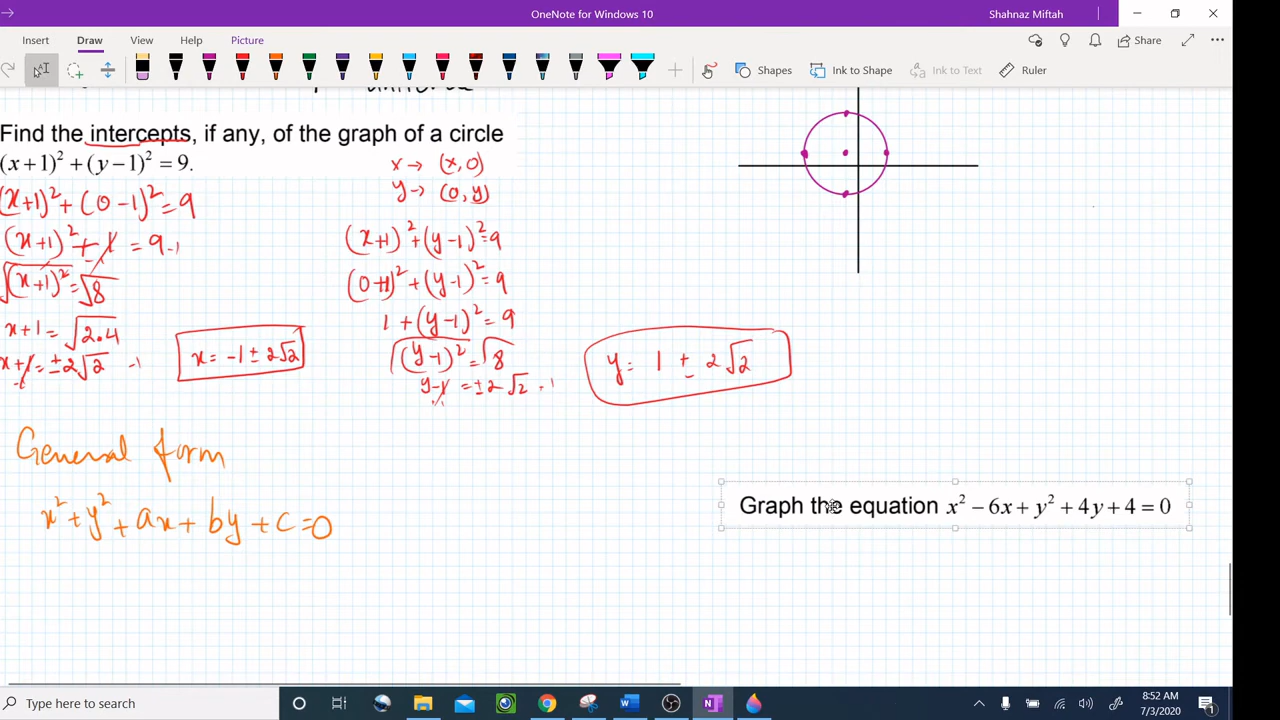 OneNote for Windows 10
Shahnaz Miftah
Insert Draw View Help Picture
Share
Shapes Ink to Shape Ink to Text Ruler
Find the intercepts, if any, of the graph of a circle
(x+1)² + (y−1)² = 9.
x → (x, 0)
y → (0, y)
(x+1)² + (0-1)² = 9
(x+1)² + 1 = 9 -1
√(x+1)² = √8
x+1 = √2·4
x+1 = ±2√2 -1
x = -1 ± 2√2
(x+1)² + (y-1)² = 9
(0+1)² + (y-1)² = 9
1 + (y-1)² = 9
√(y-1)² = √8
y-1 = ±2√2 +1
y = 1 ± 2√2
General form
x² + y² + ax + by + c = 0
Graph the equation x² − 6x + y² + 4y + 4 = 0
Type here to search
8:52 AM
7/3/2020